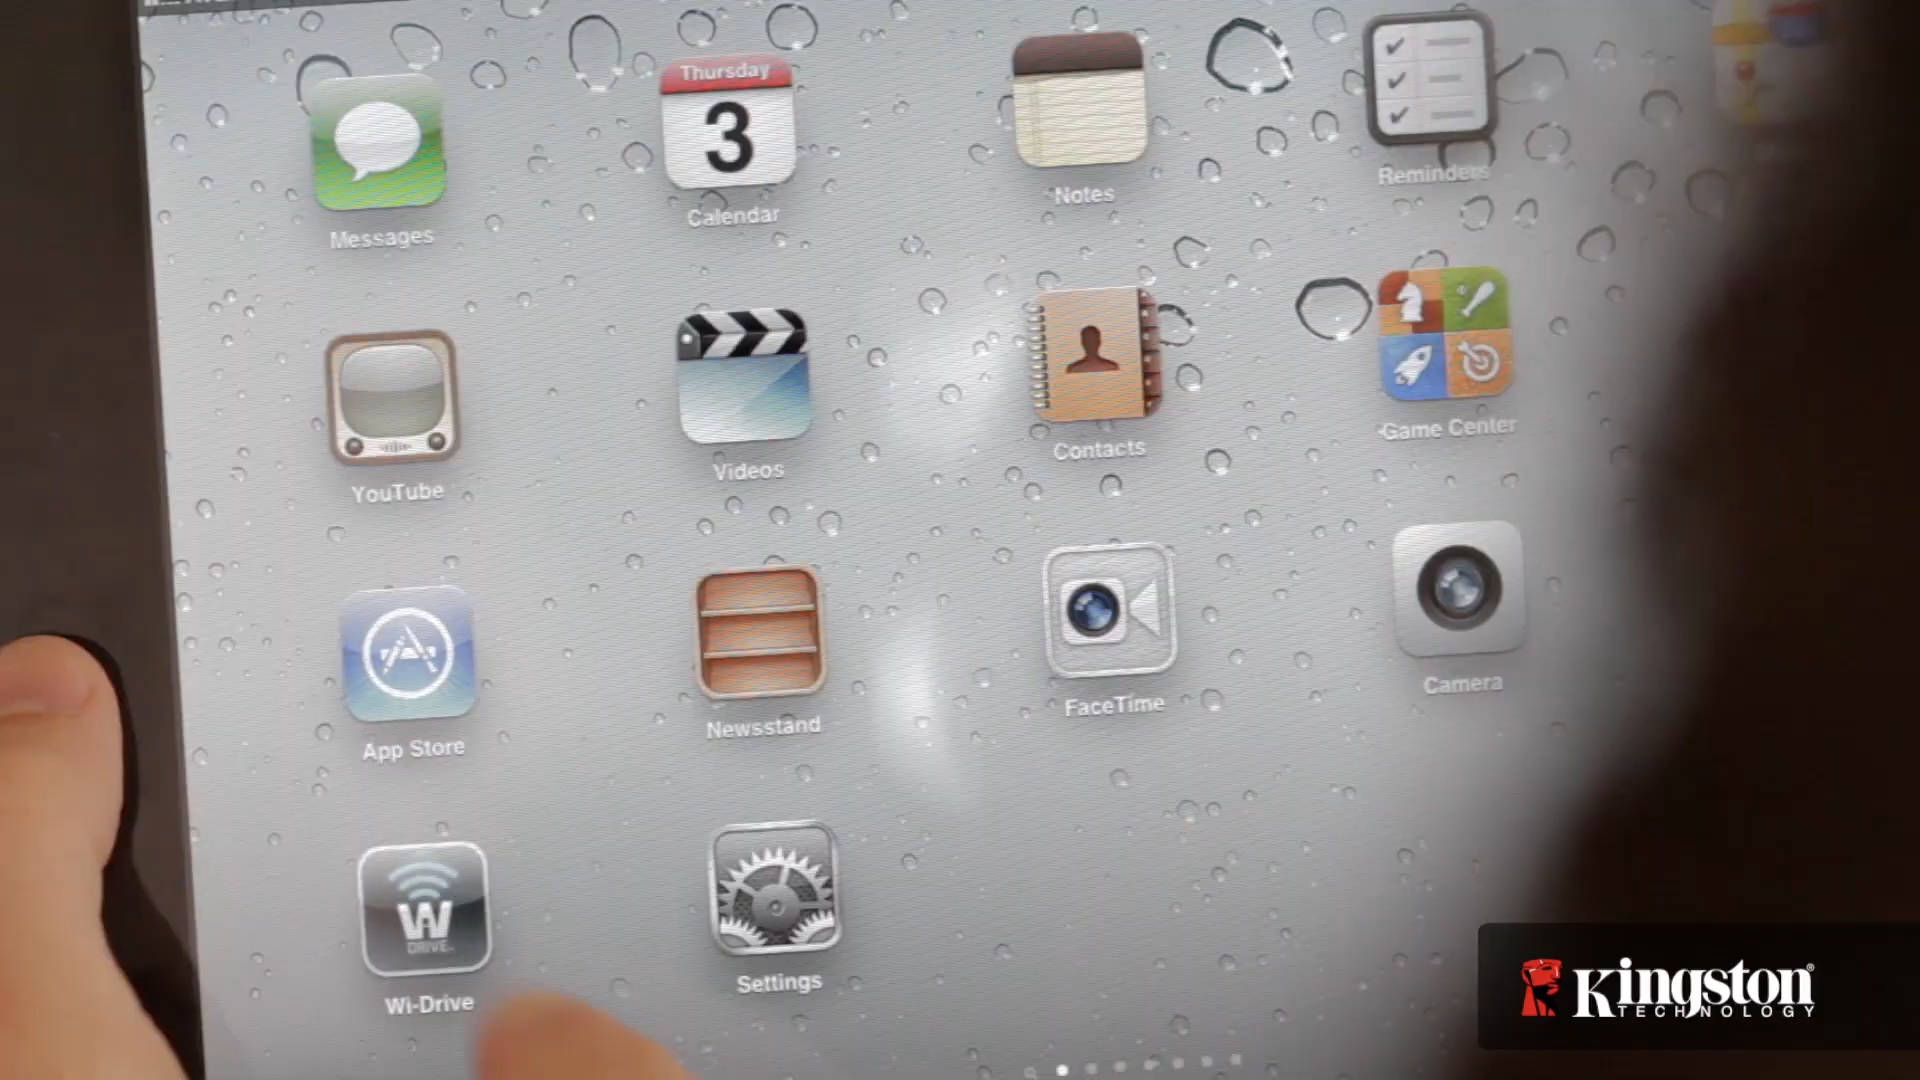 Thursday
3
Messages
Calendar
Notes
Reminders
YouTube
Videos
Contacts
Game Center
App Store
Newsstand
FaceTime
Camera
W
DRIVE
Wi-Drive
Settings
Kingston®
TECHNOLOGY